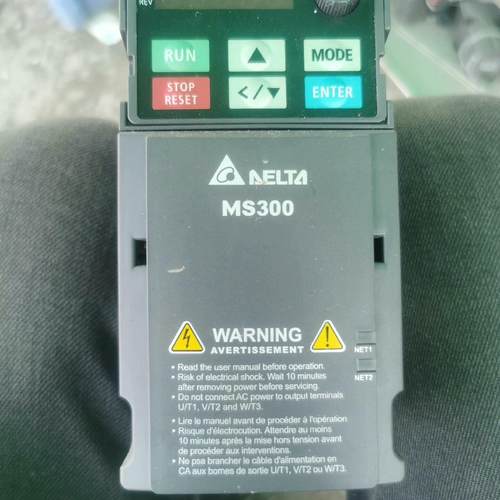 REV
RUN
MODE
STOP
RESET
ENTER
DELTA
MS300
WARNING
AVERTISSEMENT
NET1
NET2
• Read the user manual before operation.
• Risk of electrical shock. Wait 10 minutes
after removing power before servicing.
• Do not connect AC power to output terminals
U/T1, V/T2 and W/T3.
• Lire le manuel avant de procéder à l'opération
• Risque d'électrocution. Attendre au moins
10 minutes après la mise hors tension avant
de procéder aux interventions.
• Ne pas brancher le câble d'alimentation en
CA aux bornes de sortie U/T1, V/T2 ou W/T3.